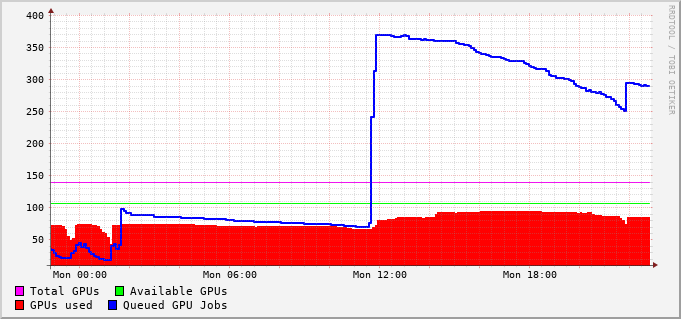 400
350
300
250
200
150
100
50
Mon 00:00 Mon 06:00 Mon 12:00 Mon 18:00
Total GPUs Available GPUs
GPUs used Queued GPU Jobs
RRDTOOL / TOBI OETIKER